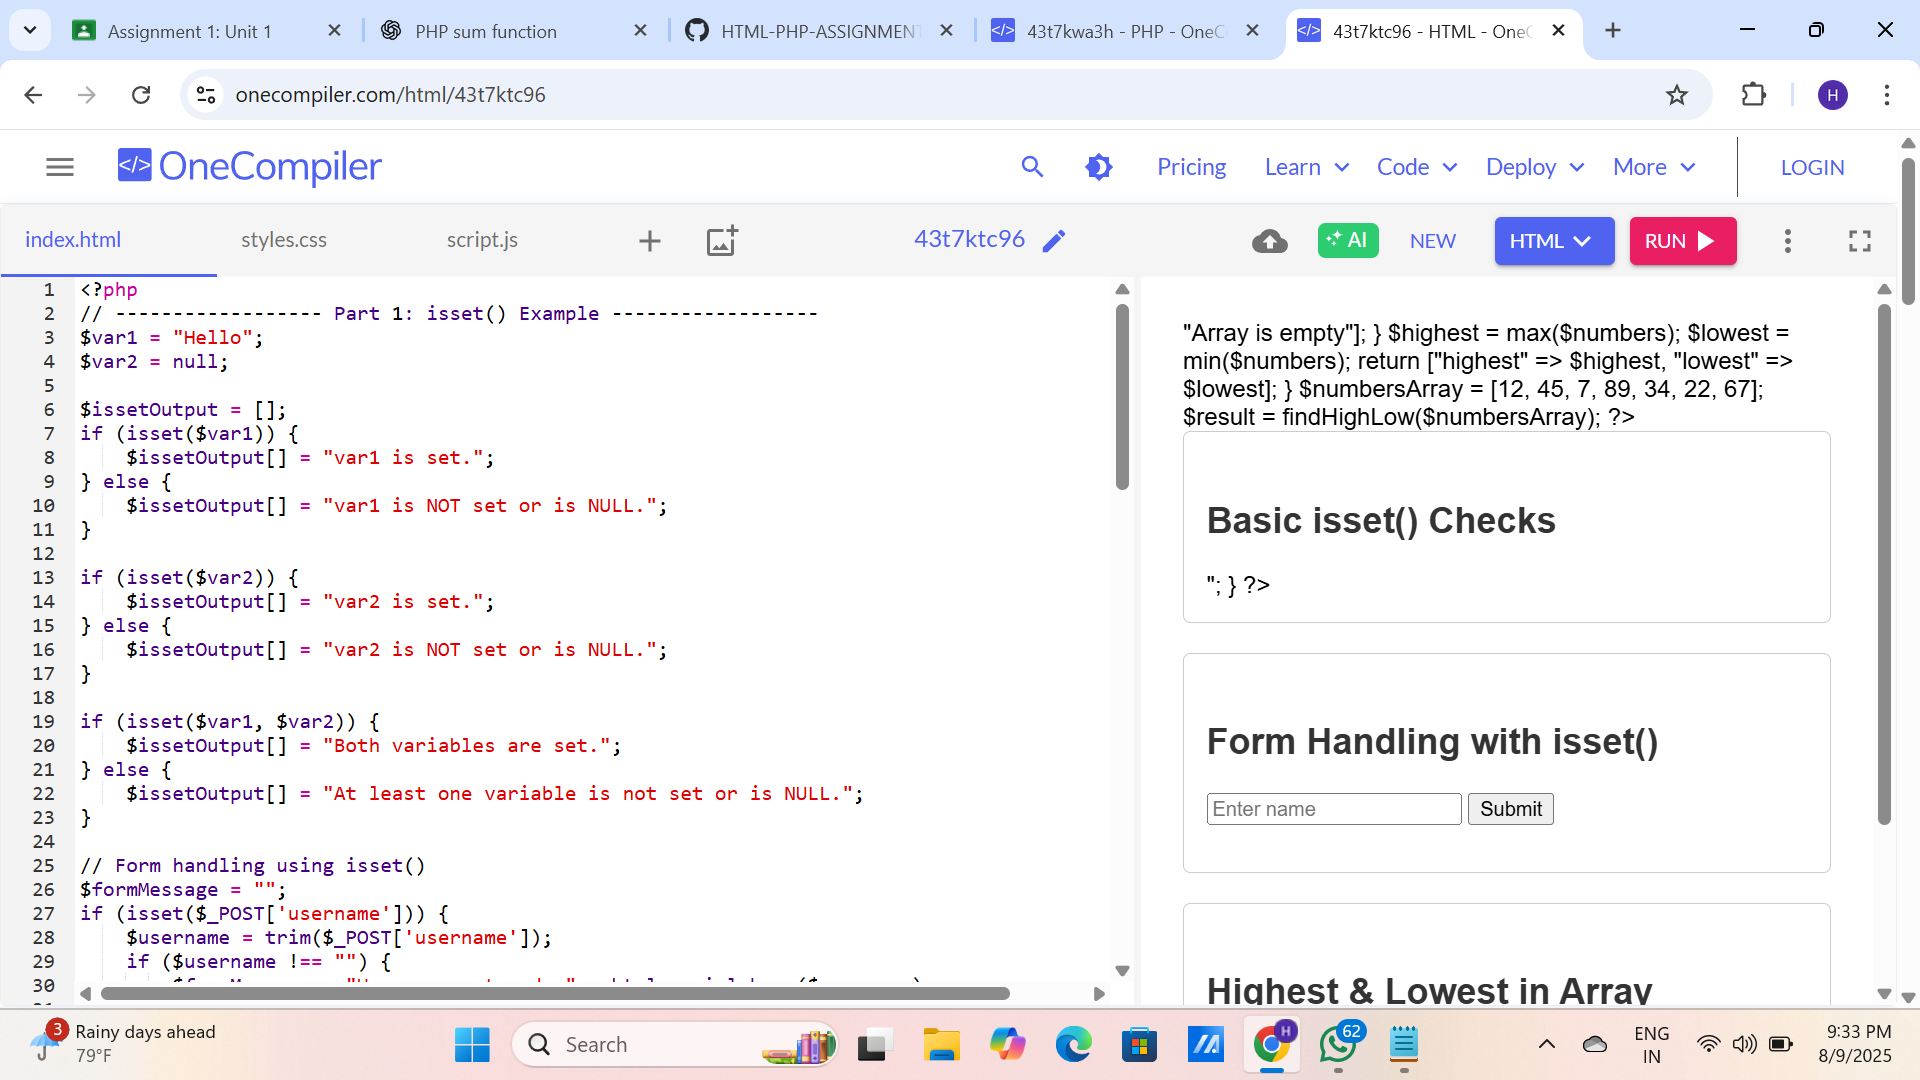 Assignment 1: Unit 1
PHP sum function
HTML-PHP-ASSIGNMENT
43t7kwa3h - PHP - OneC
43t7ktc96 - HTML - OneC
onecompiler.com/html/43t7ktc96
H
</> OneCompiler
Pricing
Learn
Code
Deploy
More
LOGIN
index.html
styles.css
script.js
43t7ktc96
AI
NEW
HTML
RUN
1 <?php
2 // ------------------ Part 1: isset() Example ------------------
3 $var1 = "Hello";
4 $var2 = null;
5
6 $issetOutput = [];
7 if (isset($var1)) {
8 $issetOutput[] = "var1 is set.";
9 } else {
10 $issetOutput[] = "var1 is NOT set or is NULL.";
11 }
12
13 if (isset($var2)) {
14 $issetOutput[] = "var2 is set.";
15 } else {
16 $issetOutput[] = "var2 is NOT set or is NULL.";
17 }
18
19 if (isset($var1, $var2)) {
20 $issetOutput[] = "Both variables are set.";
21 } else {
22 $issetOutput[] = "At least one variable is not set or is NULL.";
23 }
24
25 // Form handling using isset()
26 $formMessage = "";
27 if (isset($_POST['username'])) {
28 $username = trim($_POST['username']);
29 if ($username !== "") {
30
"Array is empty"]; } $highest = max($numbers); $lowest =
min($numbers); return ["highest" => $highest, "lowest" =>
$lowest]; } $numbersArray = [12, 45, 7, 89, 34, 22, 67];
$result = findHighLow($numbersArray); ?>
Basic isset() Checks
"; } ?>
Form Handling with isset()
Enter name
Submit
Highest & Lowest in Array
3
Rainy days ahead
79°F
Search
H
62
ENG
IN
9:33 PM
8/9/2025